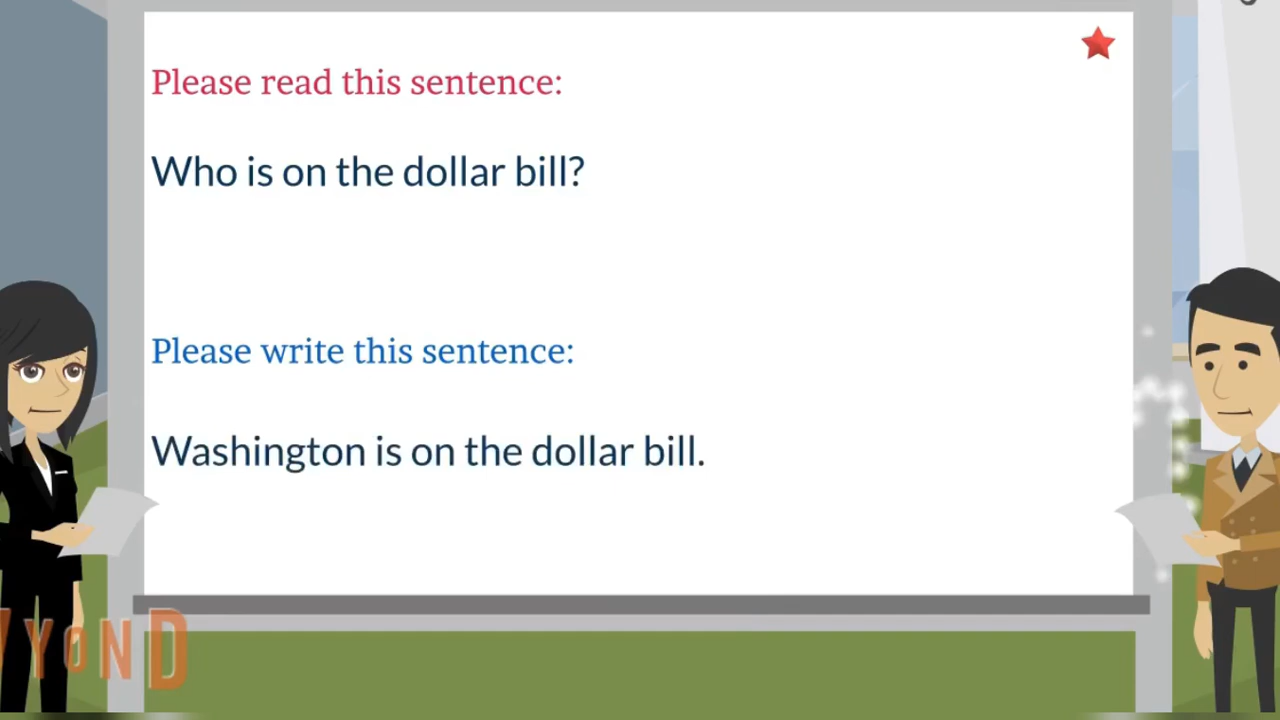 Please read this sentence:
Who is on the dollar bill?
Please write this sentence:
Washington is on the dollar bill.
YOND